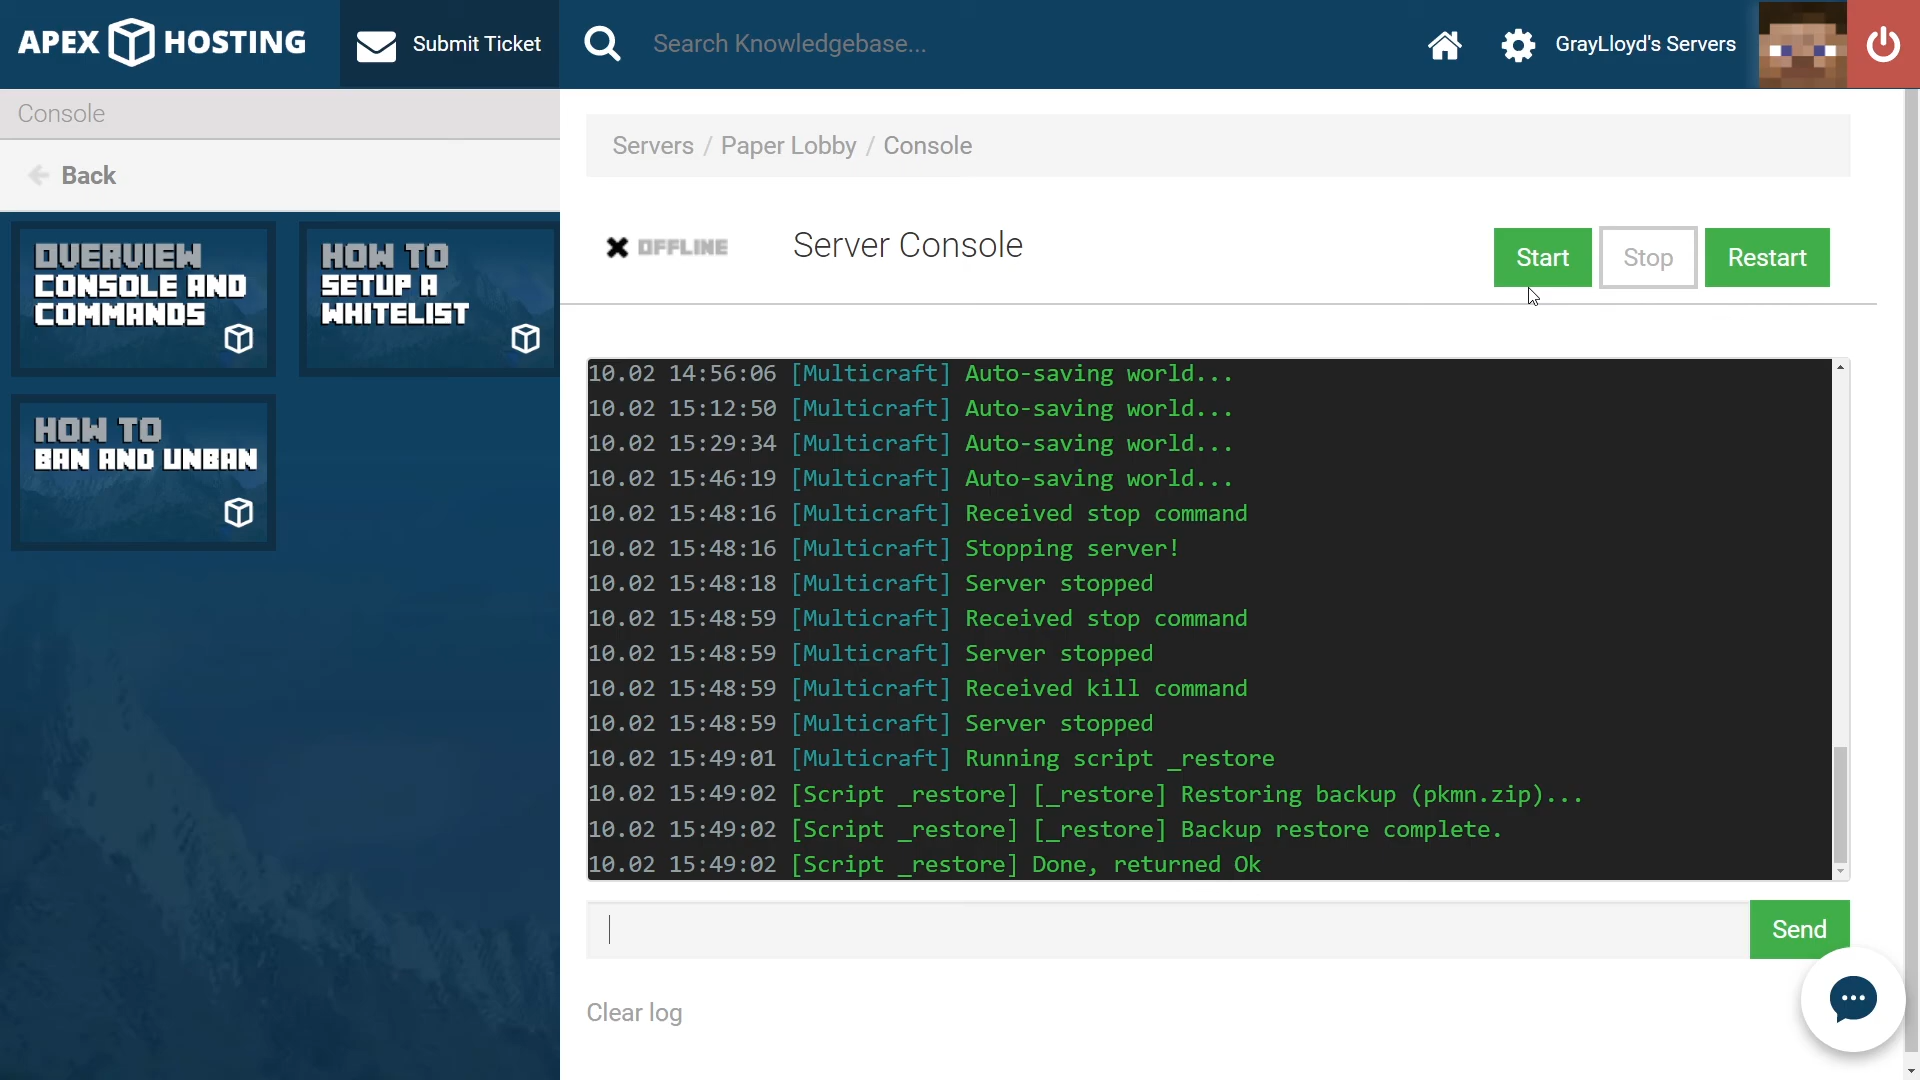 APEX HOSTING
Submit Ticket
Search Knowledgebase...
GrayLloyd's Servers
Console
Back
OVERVIEW
CONSOLE AND
COMMANDS
HOW TO
SETUP A
WHITELIST
HOW TO
BAN AND UNBAN
Servers / Paper Lobby / Console
OFFLINE
Server Console
Start
Stop
Restart
10.02 14:56:06 [Multicraft] Auto-saving world...
10.02 15:12:50 [Multicraft] Auto-saving world...
10.02 15:29:34 [Multicraft] Auto-saving world...
10.02 15:46:19 [Multicraft] Auto-saving world...
10.02 15:48:16 [Multicraft] Received stop command
10.02 15:48:16 [Multicraft] Stopping server!
10.02 15:48:18 [Multicraft] Server stopped
10.02 15:48:59 [Multicraft] Received stop command
10.02 15:48:59 [Multicraft] Server stopped
10.02 15:48:59 [Multicraft] Received kill command
10.02 15:48:59 [Multicraft] Server stopped
10.02 15:49:01 [Multicraft] Running script _restore
10.02 15:49:02 [Script _restore] [_restore] Restoring backup (pkmn.zip)...
10.02 15:49:02 [Script _restore] [_restore] Backup restore complete.
10.02 15:49:02 [Script _restore] Done, returned Ok
Send
Clear log